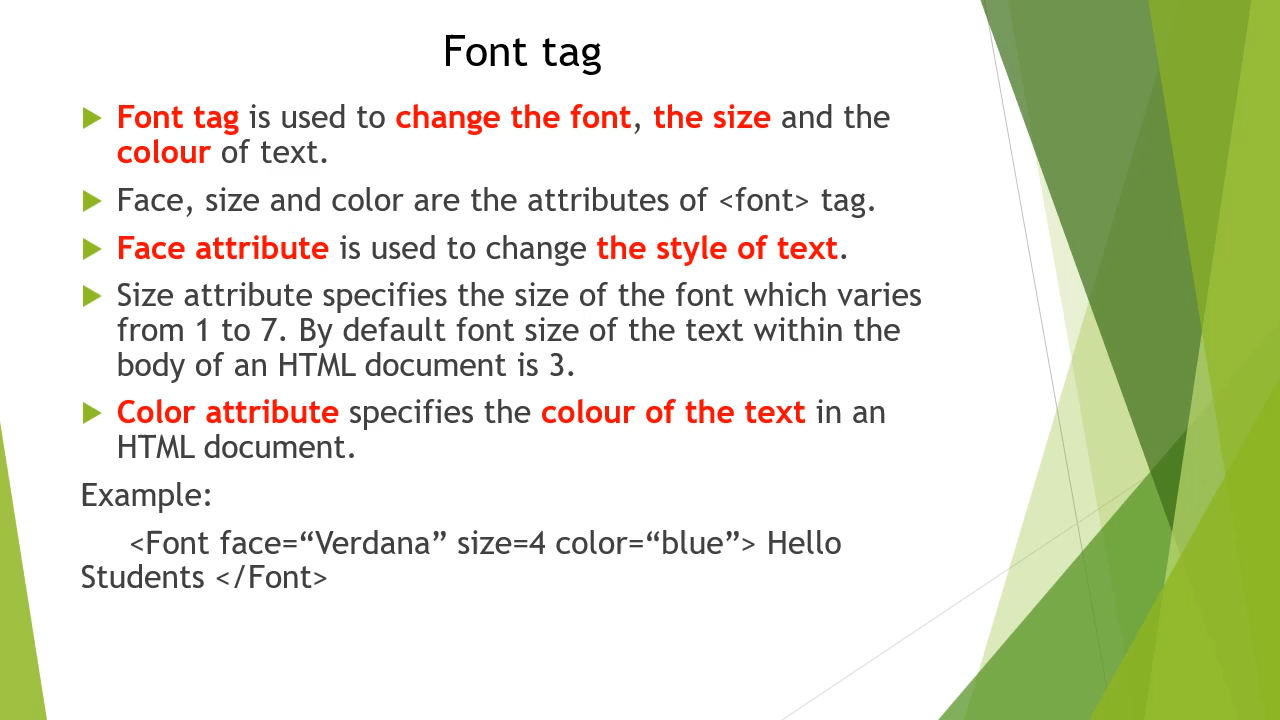 Font tag
Font tag is used to change the font, the size and the
colour of text.
Face, size and color are the attributes of <font> tag.
Face attribute is used to change the style of text.
Size attribute specifies the size of the font which varies
from 1 to 7. By default font size of the text within the
body of an HTML document is 3.
Color attribute specifies the colour of the text in an
HTML document.
Example:
<Font face=“Verdana” size=4 color=“blue”> Hello
Students </Font>